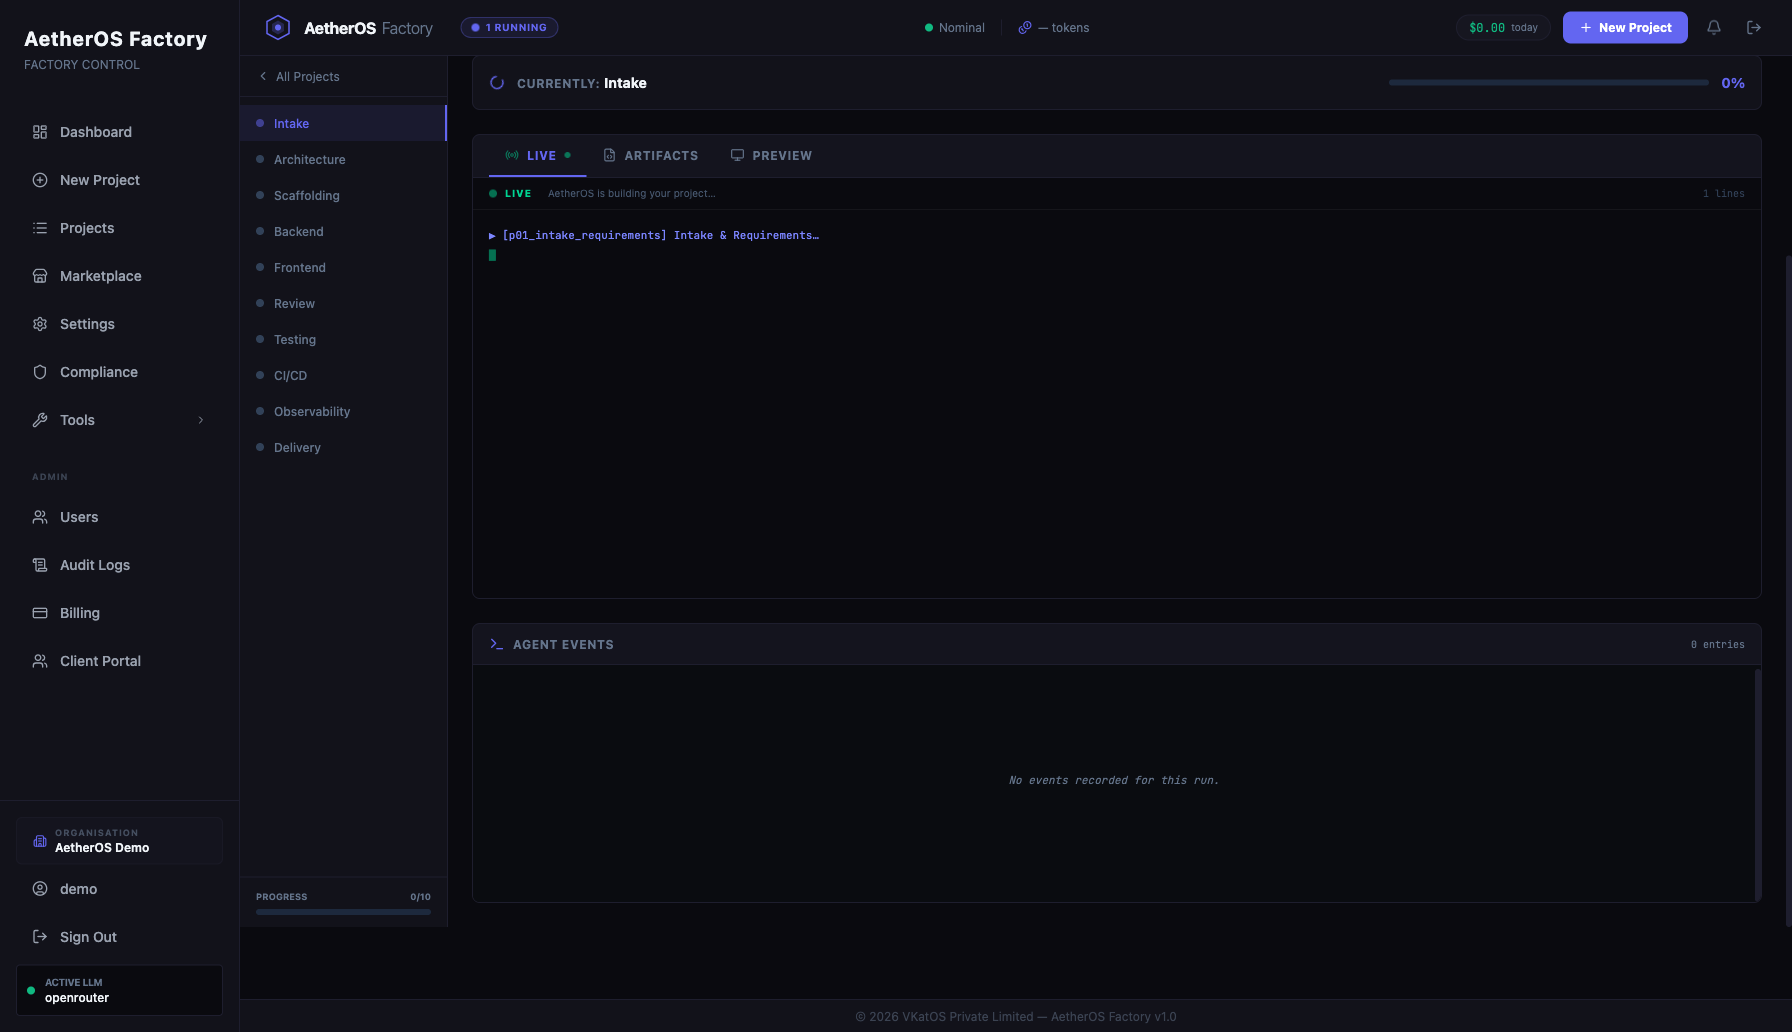 AetherOS Factory
FACTORY CONTROL
Dashboard
New Project
Projects
Marketplace
Settings
Compliance
Tools
ADMIN
Users
Audit Logs
Billing
Client Portal
ORGANISATION
AetherOS Demo
demo
Sign Out
ACTIVE LLM
openrouter
AetherOS Factory
1 RUNNING
Nominal
— tokens
$0.00 today
New Project
All Projects
Intake
Architecture
Scaffolding
Backend
Frontend
Review
Testing
CI/CD
Observability
Delivery
PROGRESS 0/10
CURRENTLY: Intake
0%
LIVE
ARTIFACTS
PREVIEW
LIVE AetherOS is building your project... 1 lines
▶ [p01_intake_requirements] Intake & Requirements…
AGENT EVENTS 0 entries
No events recorded for this run.
© 2026 VKatOS Private Limited — AetherOS Factory v1.0